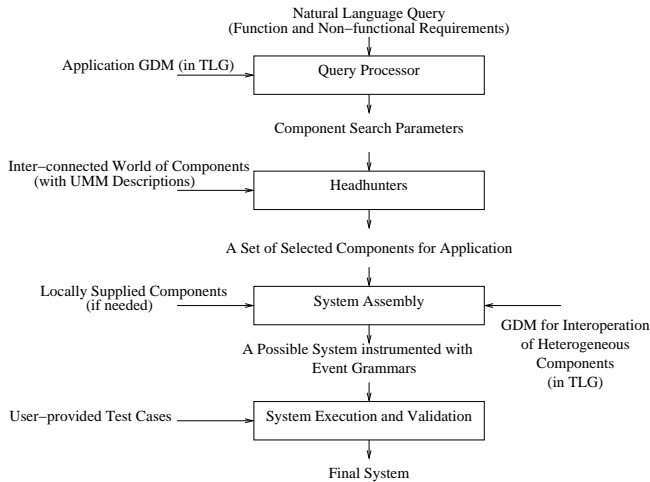 Natural Language Query
(Function and Non−functional Requirements)
Application GDM (in TLG)
Query Processor
Component Search Parameters
Inter−connected World of Components
(with UMM Descriptions)
Headhunters
A Set of Selected Components for Application
Locally Supplied Components
(if needed)
System Assembly
GDM for Interoperation
of Heterogeneous
Components
(in TLG)
A Possible System instrumented with
Event Grammars
User−provided Test Cases
System Execution and Validation
Final System